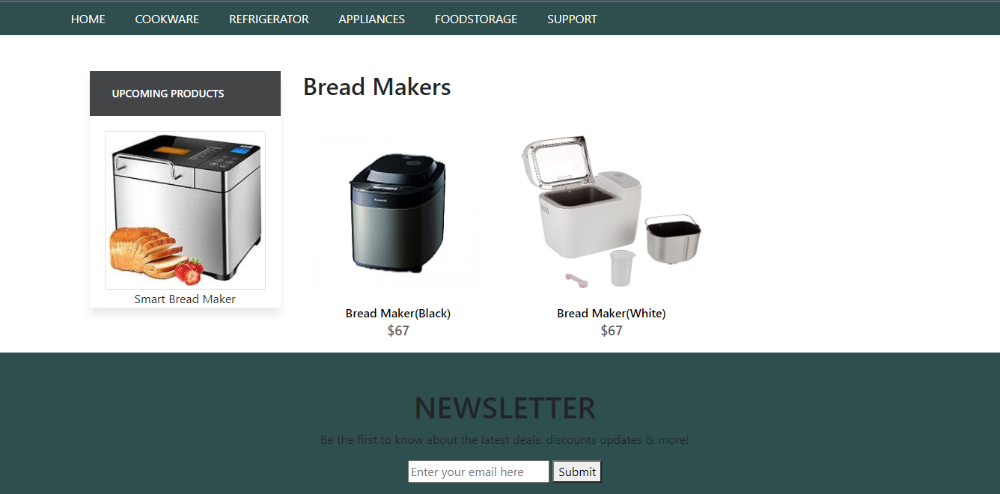 HOME COOKWARE REFRIGERATOR APPLIANCES FOODSTORAGE SUPPORT
UPCOMING PRODUCTS
Smart Bread Maker
Bread Makers
Bread Maker(Black)
$67
Bread Maker(White)
$67
NEWSLETTER
Be the first to know about the latest deals, discounts updates & more!
Enter your email here Submit